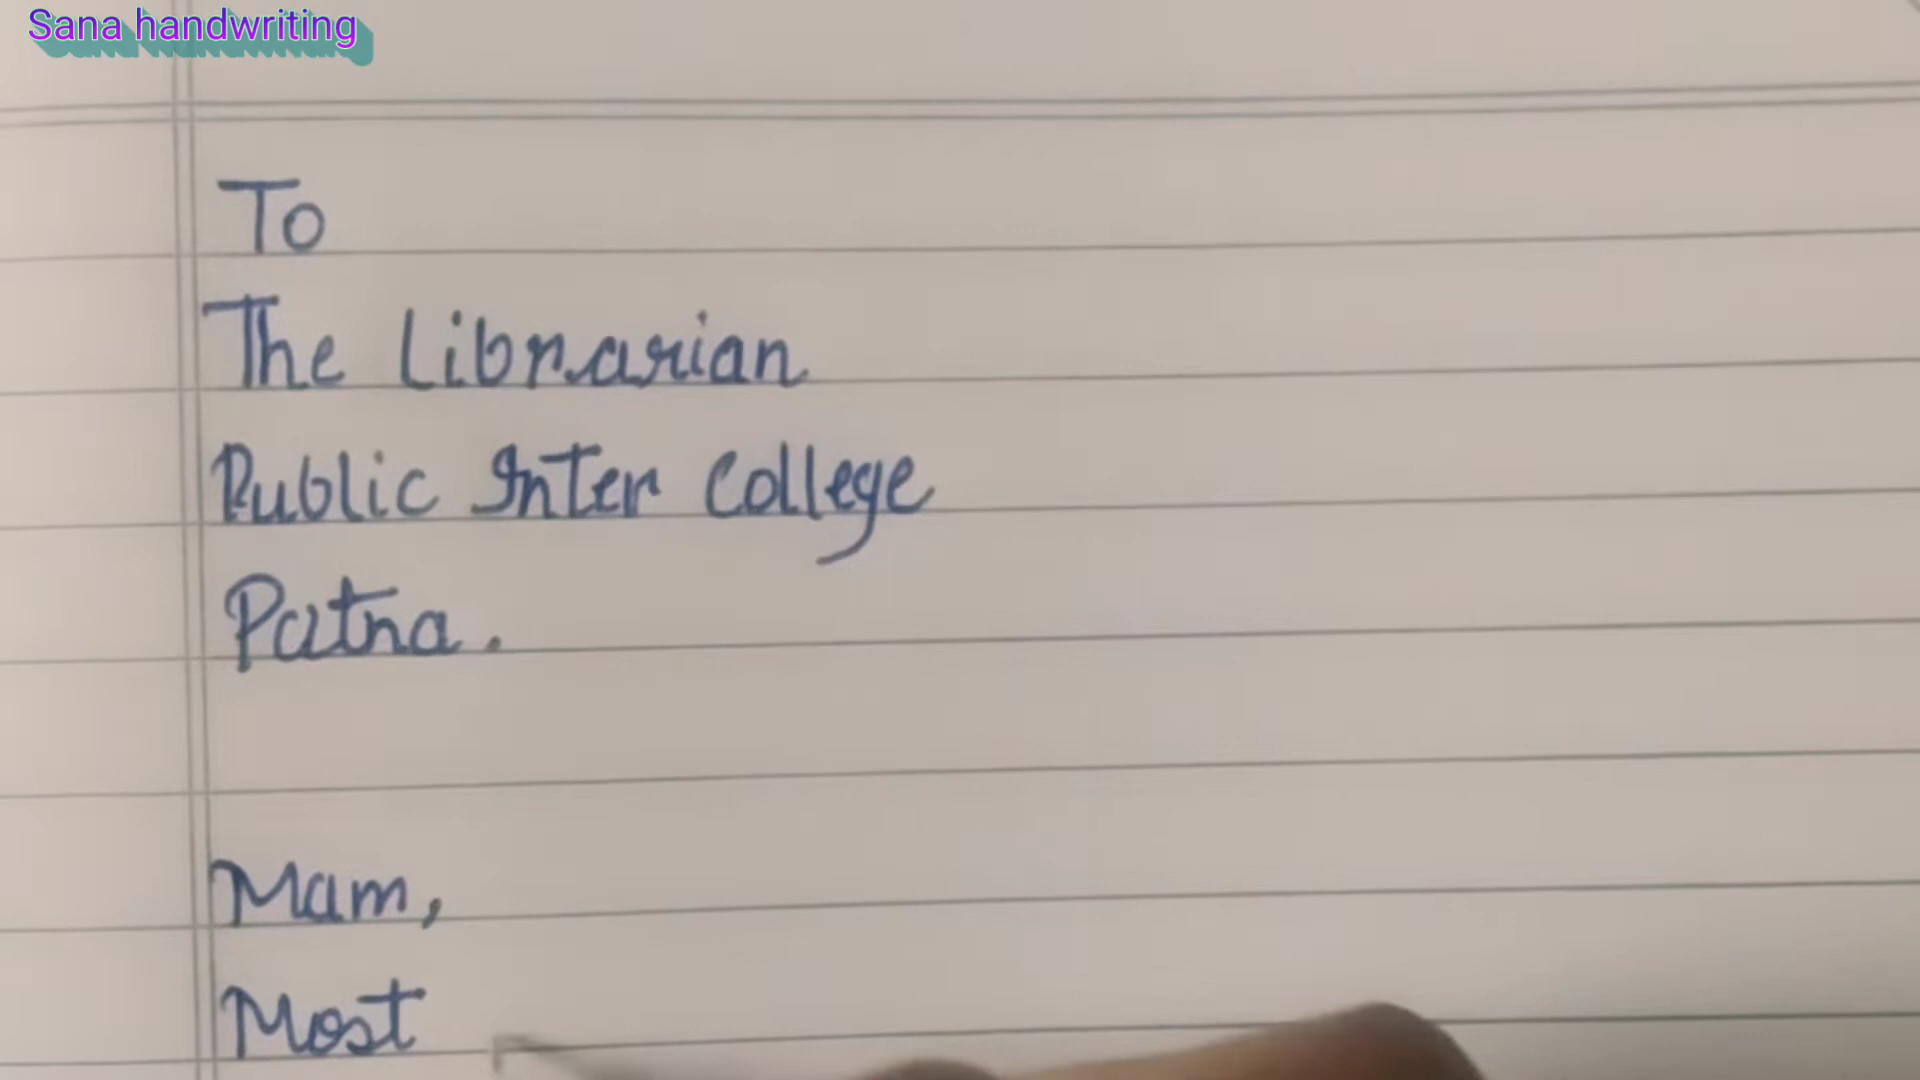 Sana handwriting
To
The Librarian
Public Inter College
Patna.
Mam,
Most